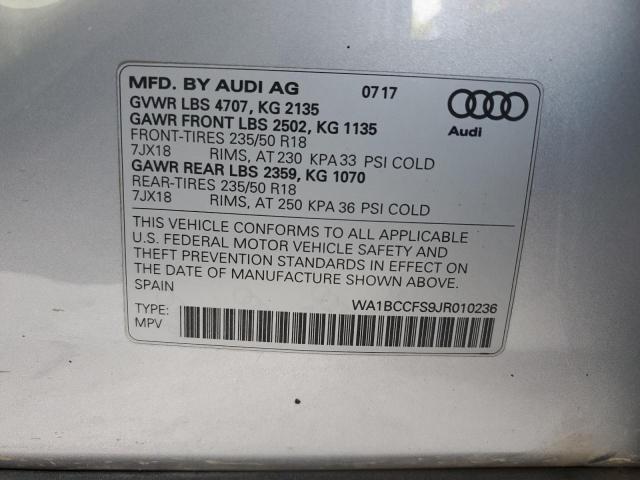 MFD. BY AUDI AG 0717
GVWR LBS 4707, KG 2135
GAWR FRONT LBS 2502, KG 1135
FRONT-TIRES 235/50 R18
7JX18 RIMS, AT 230 KPA 33 PSI COLD
GAWR REAR LBS 2359, KG 1070
REAR-TIRES 235/50 R18
7JX18 RIMS, AT 250 KPA 36 PSI COLD
Audi
THIS VEHICLE CONFORMS TO ALL APPLICABLE
U.S. FEDERAL MOTOR VEHICLE SAFETY AND
THEFT PREVENTION STANDARDS IN EFFECT ON
THE DATE OF MANUFACTURE SHOWN ABOVE.
SPAIN
WA1BCCFS9JR010236
TYPE:
MPV